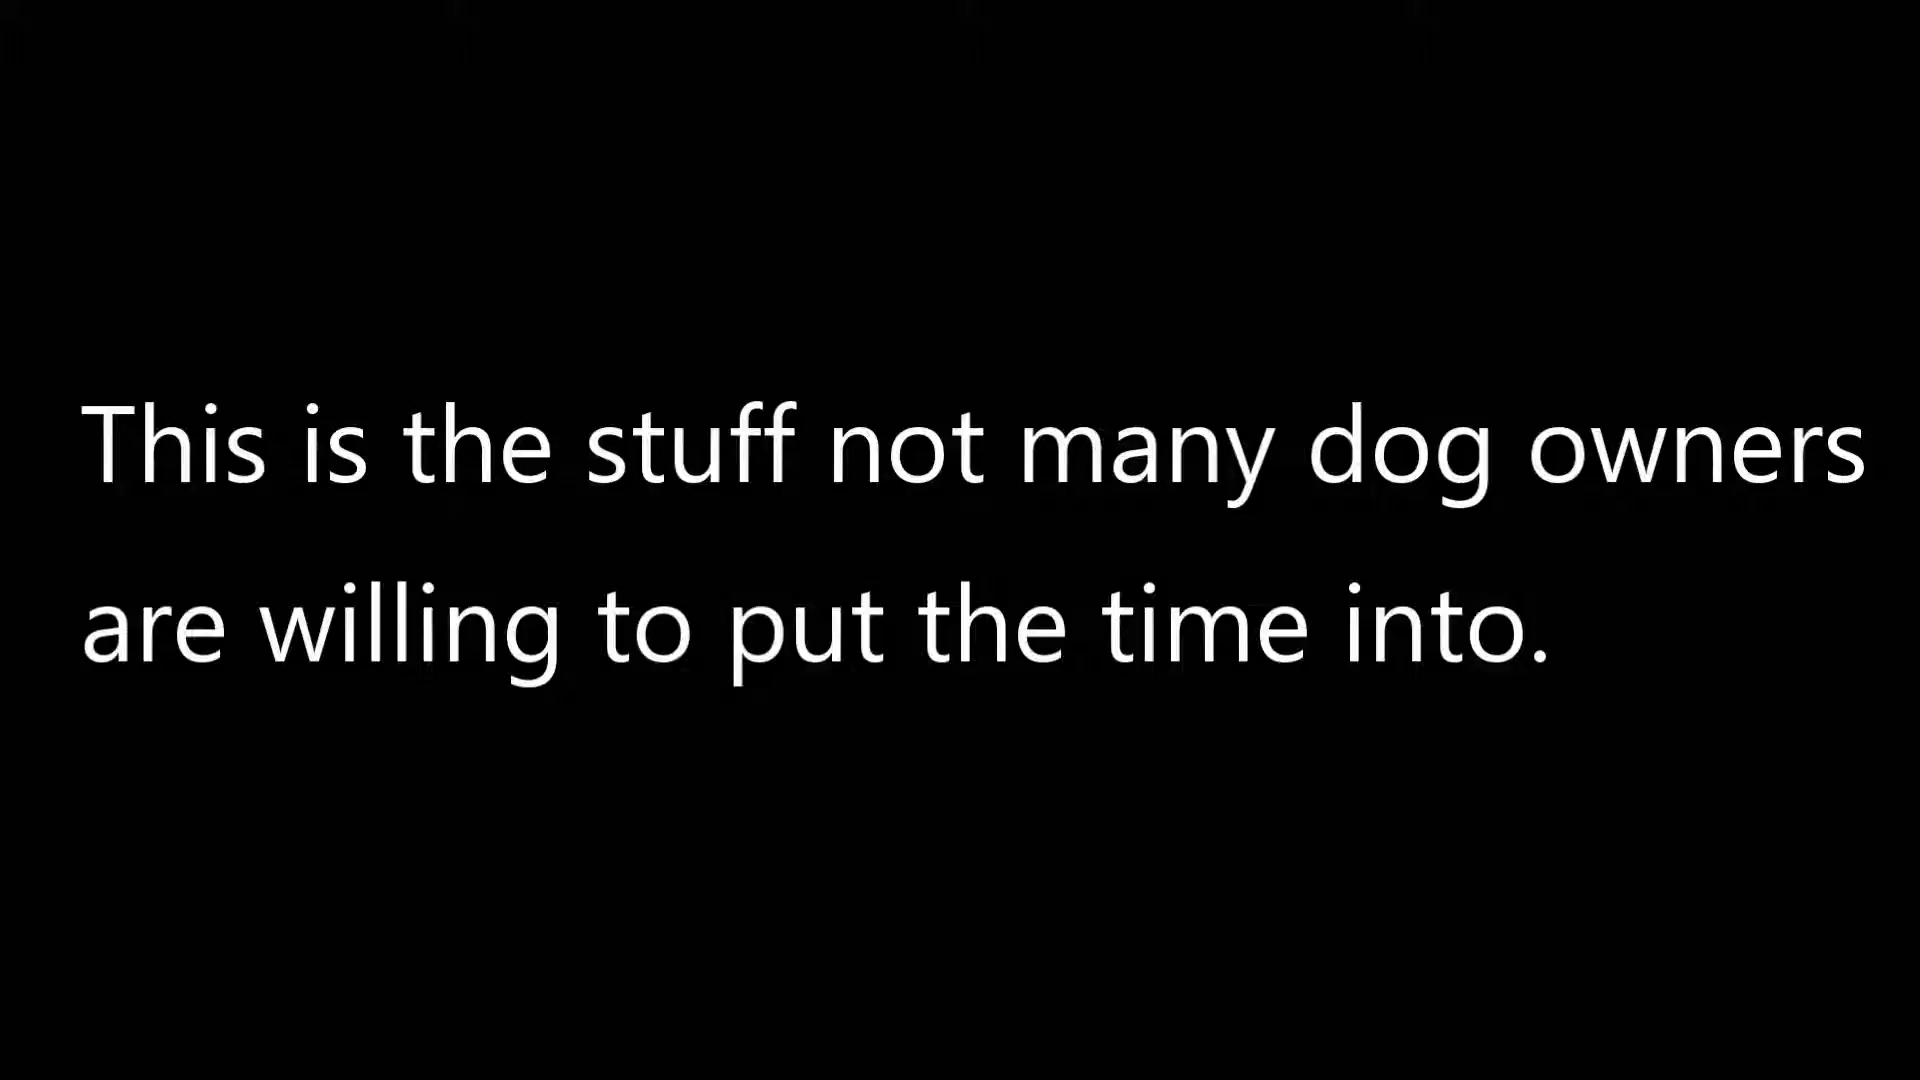 This is the stuff not many dog owners
are willing to put the time into.